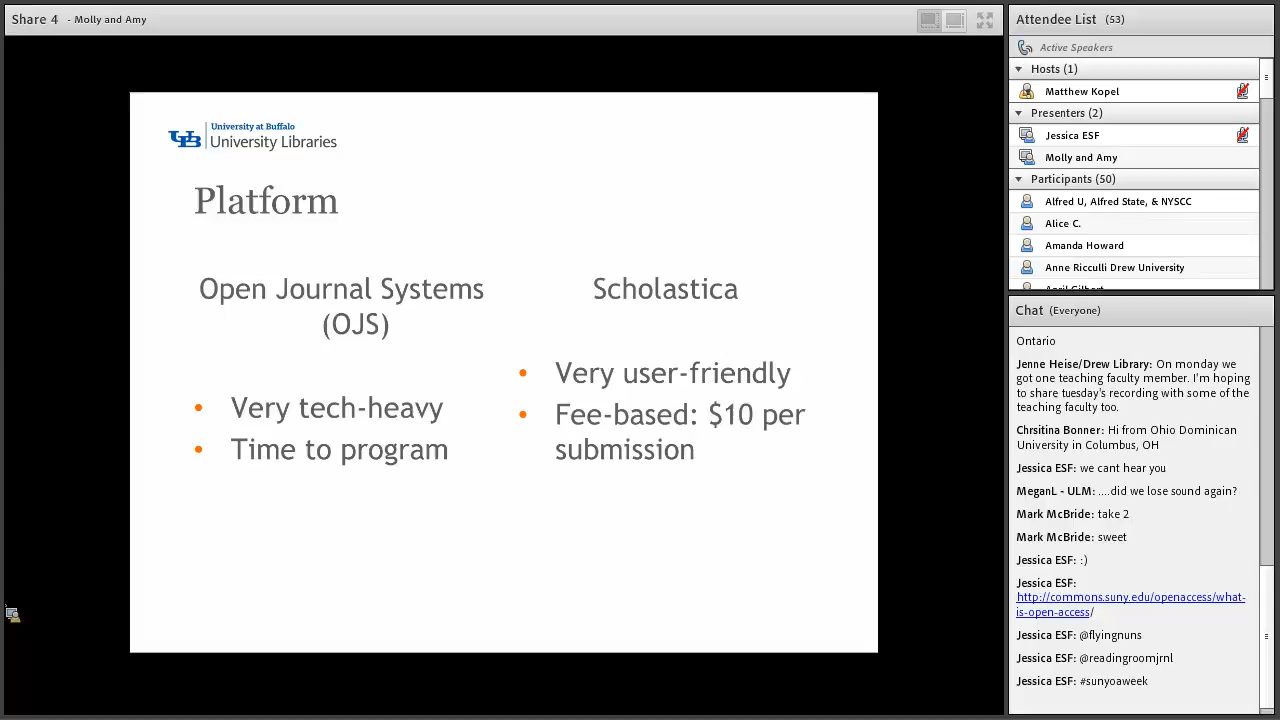 Share 4 - Molly and Amy
University at Buffalo
University Libraries
Platform
Open Journal Systems
(OJS)
• Very tech-heavy
• Time to program
Scholastica
• Very user-friendly
• Fee-based: $10 per
submission
Attendee List (53)
Active Speakers
Hosts (1)
Matthew Kopel
Presenters (2)
Jessica ESF
Molly and Amy
Participants (50)
Alfred U, Alfred State, & NYSCC
Alice C.
Amanda Howard
Anne Ricculli Drew University
April Gilbert
Chat (Everyone)
Ontario
Jenne Heise/Drew Library: On monday we
got one teaching faculty member. I'm hoping
to share tuesday's recording with some of the
teaching faculty too.
Chrsitina Bonner: Hi from Ohio Dominican
University in Columbus, OH
Jessica ESF: we cant hear you
MeganL - ULM: ....did we lose sound again?
Mark McBride: take 2
Mark McBride: sweet
Jessica ESF: :)
Jessica ESF:
http://commons.suny.edu/openaccess/what-
is-open-access/
Jessica ESF: @flyingnuns
Jessica ESF: @readingroomjrnl
Jessica ESF: #sunyoaweek